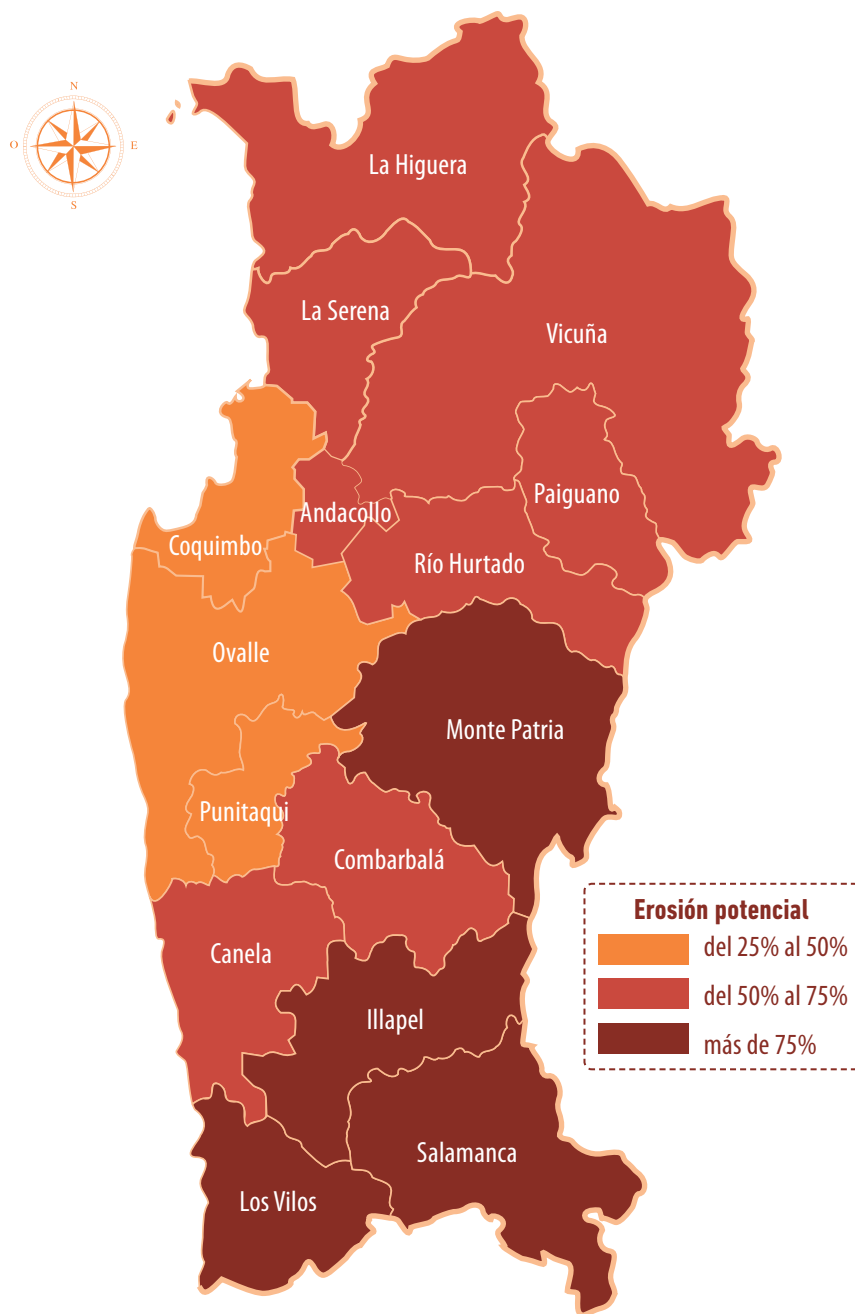 N
O
E
S
La Higuera
La Serena
Vicuña
Paiguano
Andacollo
Coquimbo
Río Hurtado
Ovalle
Monte Patria
Punitaqui
Combarbalá
Canela
Illapel
Salamanca
Los Vilos
Erosión potencial
del 25% al 50%
del 50% al 75%
más de 75%